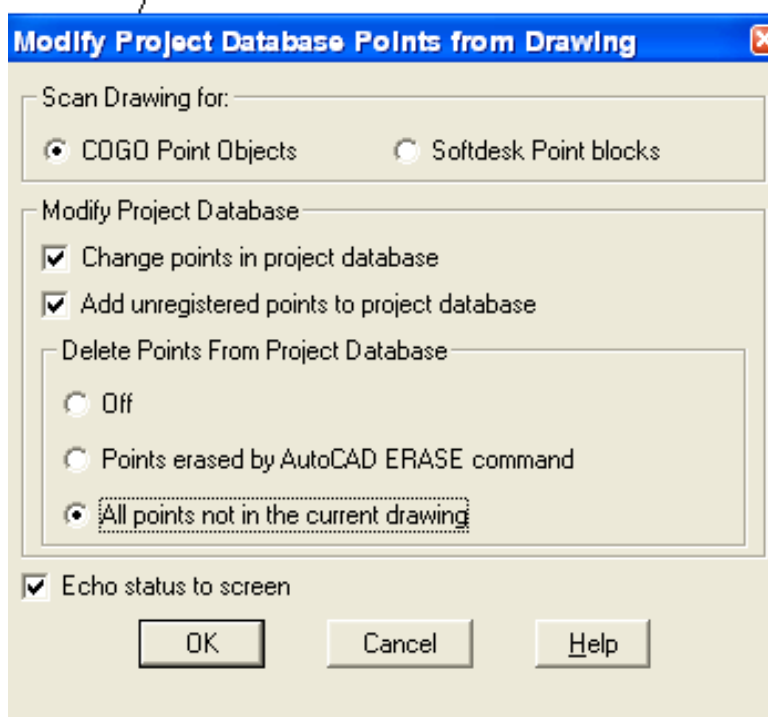 Modify Project Database Points from Drawing
Scan Drawing for:
COGO Point Objects Softdesk Point blocks
Modify Project Database
Change points in project database
Add unregistered points to project database
Delete Points From Project Database
Off
Points erased by AutoCAD ERASE command
All points not in the current drawing
Echo status to screen
OK Cancel Help